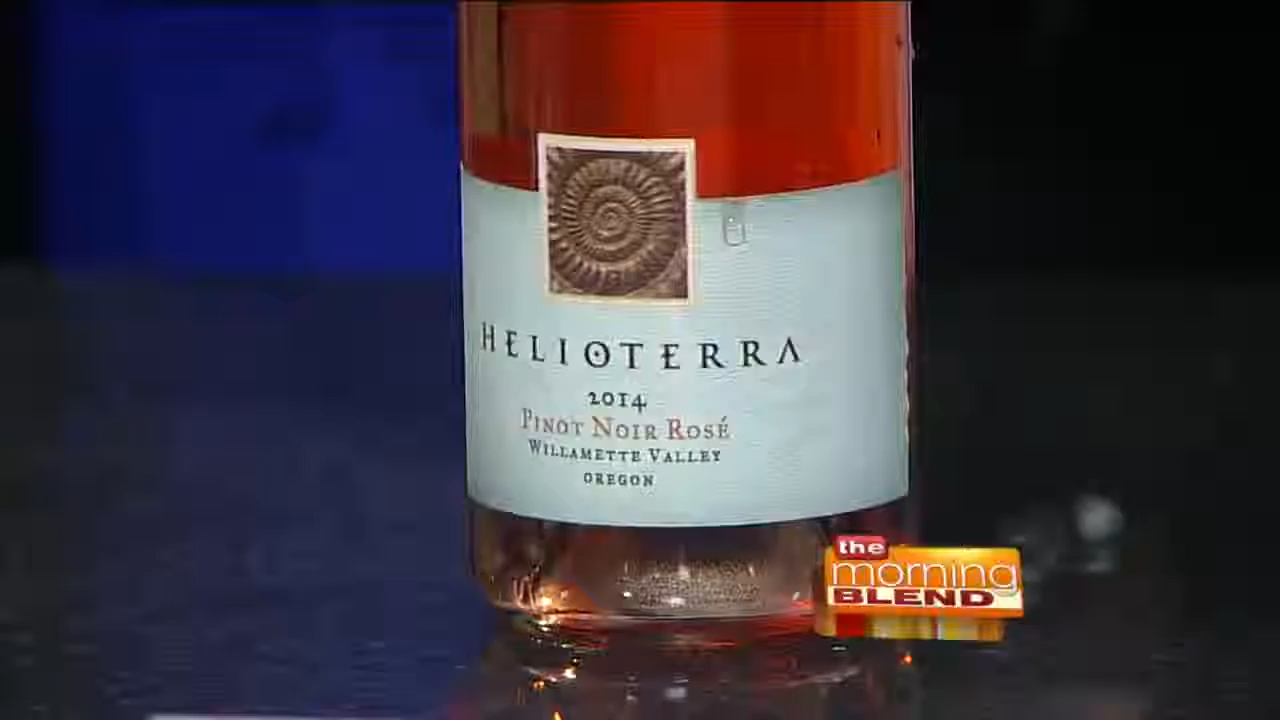 HELIOTERRA
2014
PINOT NOIR ROSÉ
WILLAMETTE VALLEY
OREGON
the
morning
BLEND